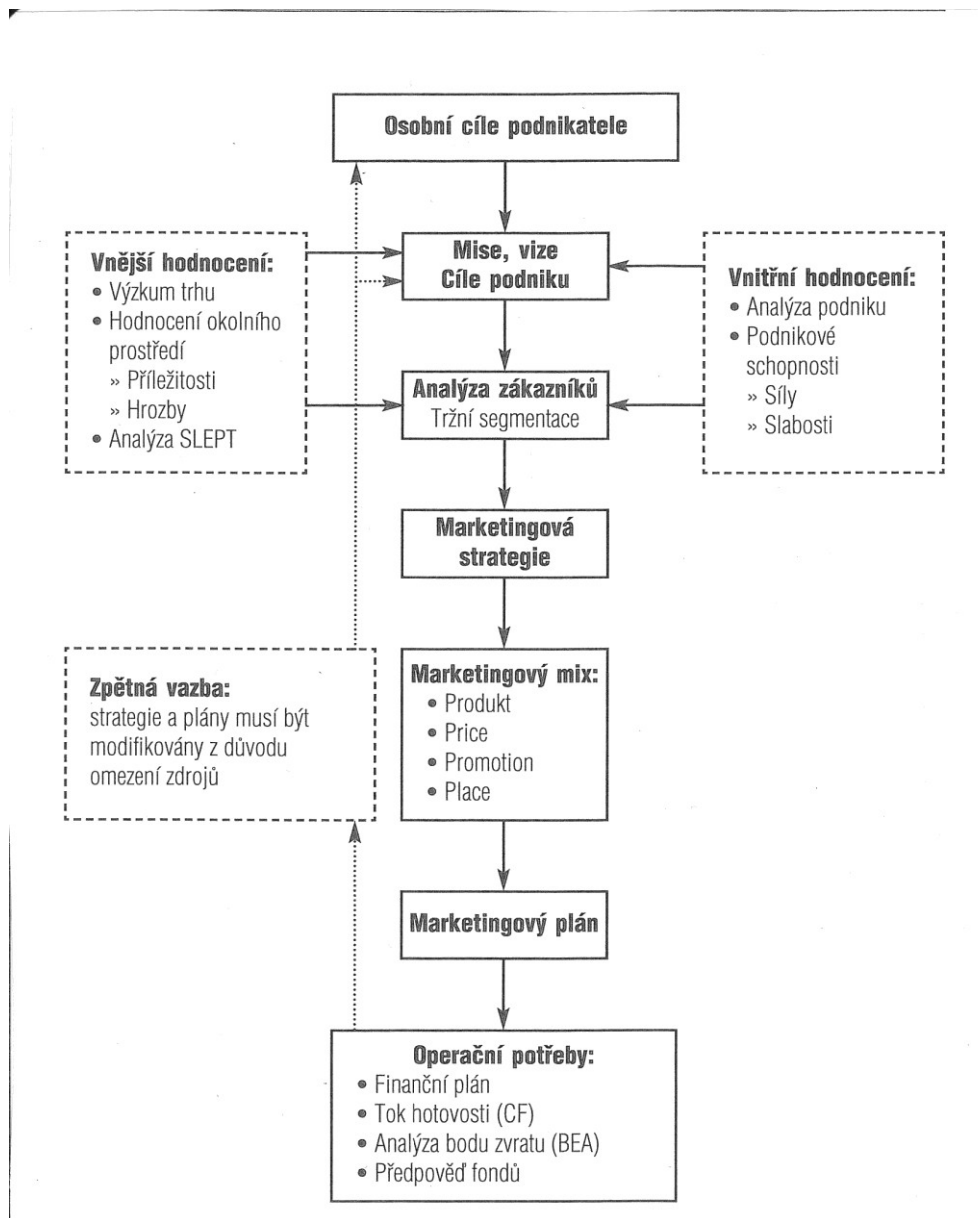 Osobní cíle podnikatele
Mise, vize
Cíle podniku
Vnější hodnocení:
• Výzkum trhu
• Hodnocení okolního
prostředí
» Příležitosti
» Hrozby
• Analýza SLEPT
Vnitřní hodnocení:
• Analýza podniku
• Podnikové
schopnosti
» Síly
» Slabosti
Analýza zákazníků
Tržní segmentace
Marketingová
strategie
Marketingový mix:
• Produkt
• Price
• Promotion
• Place
Zpětná vazba:
strategie a plány musí být
modifikovány z důvodu
omezení zdrojů
Marketingový plán
Operační potřeby:
• Finanční plán
• Tok hotovosti (CF)
• Analýza bodu zvratu (BEA)
• Předpověď fondů